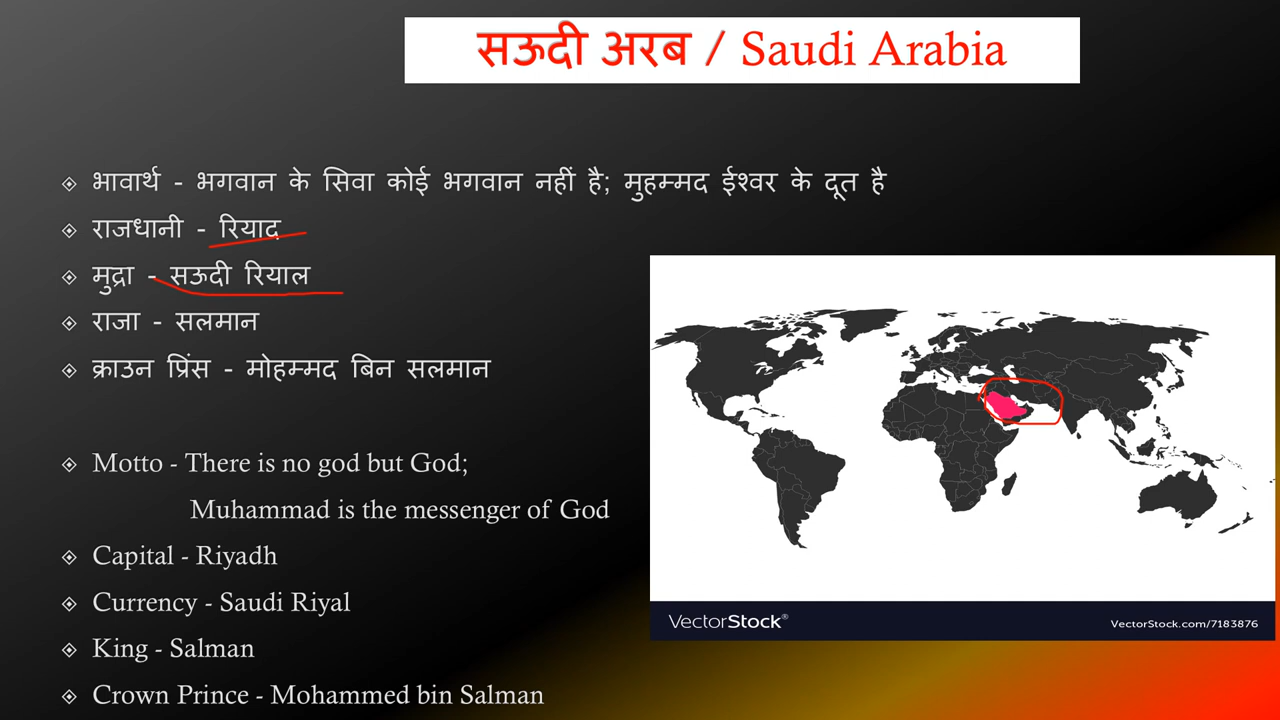 सऊदी अरब / Saudi Arabia
भावार्थ - भगवान के सिवा कोई भगवान नहीं है; मुहम्मद ईश्वर के दूत है
राजधानी - रियाद
मुद्रा - सऊदी रियाल
राजा - सलमान
क्राउन प्रिंस - मोहम्मद बिन सलमान
Motto - There is no god but God;
Muhammad is the messenger of God
Capital - Riyadh
Currency - Saudi Riyal
King - Salman
Crown Prince - Mohammed bin Salman
VectorStock®
VectorStock.com/7183876